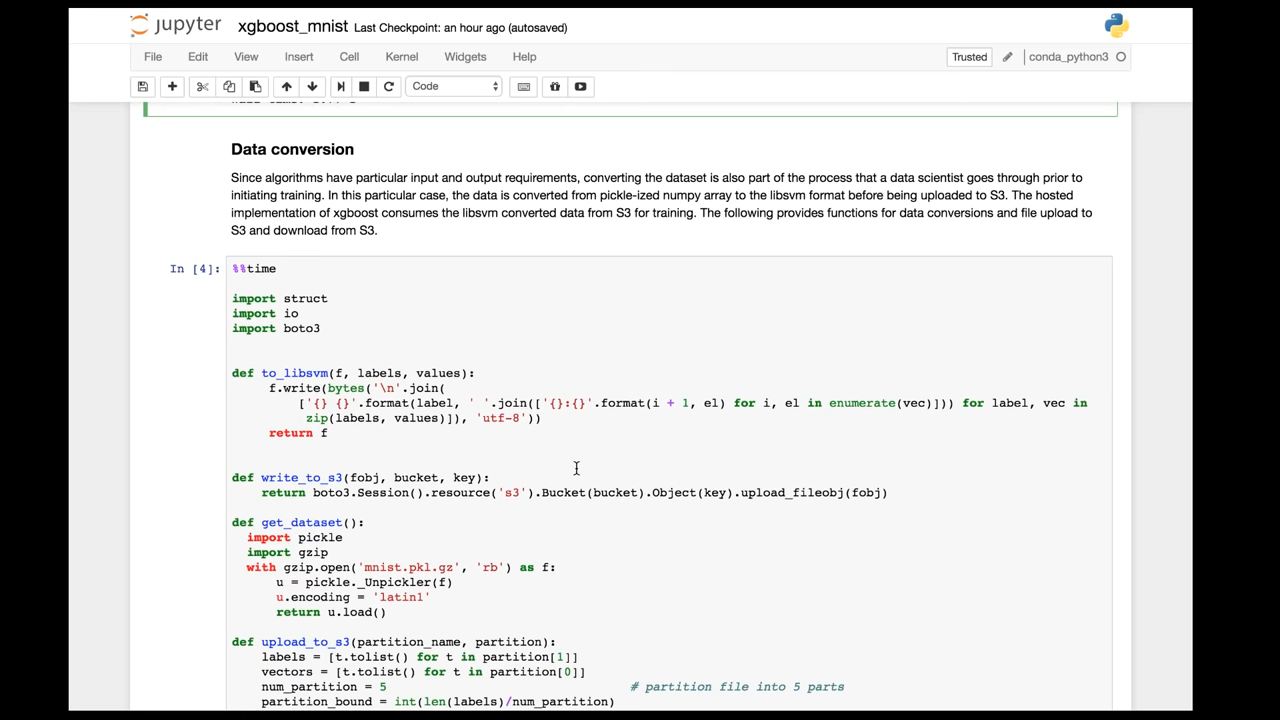 jupyter xgboost_mnist Last Checkpoint: an hour ago (autosaved)
File Edit View Insert Cell Kernel Widgets Help Trusted conda_python3
Code
Data conversion
Since algorithms have particular input and output requirements, converting the dataset is also part of the process that a data scientist goes through prior to
initiating training. In this particular case, the data is converted from pickle-ized numpy array to the libsvm format before being uploaded to S3. The hosted
implementation of xgboost consumes the libsvm converted data from S3 for training. The following provides functions for data conversions and file upload to
S3 and download from S3.
In [4]: %%time
import struct
import io
import boto3
def to_libsvm(f, labels, values):
f.write(bytes('\n'.join(
['{} {}'.format(label, ' '.join(['{}:{}'.format(i + 1, el) for i, el in enumerate(vec)])) for label, vec in
zip(labels, values)]), 'utf-8'))
return f
def write_to_s3(fobj, bucket, key):
return boto3.Session().resource('s3').Bucket(bucket).Object(key).upload_fileobj(fobj)
def get_dataset():
import pickle
import gzip
with gzip.open('mnist.pkl.gz', 'rb') as f:
u = pickle._Unpickler(f)
u.encoding = 'latin1'
return u.load()
def upload_to_s3(partition_name, partition):
labels = [t.tolist() for t in partition[1]]
vectors = [t.tolist() for t in partition[0]]
num_partition = 5 # partition file into 5 parts
partition_bound = int(len(labels)/num_partition)